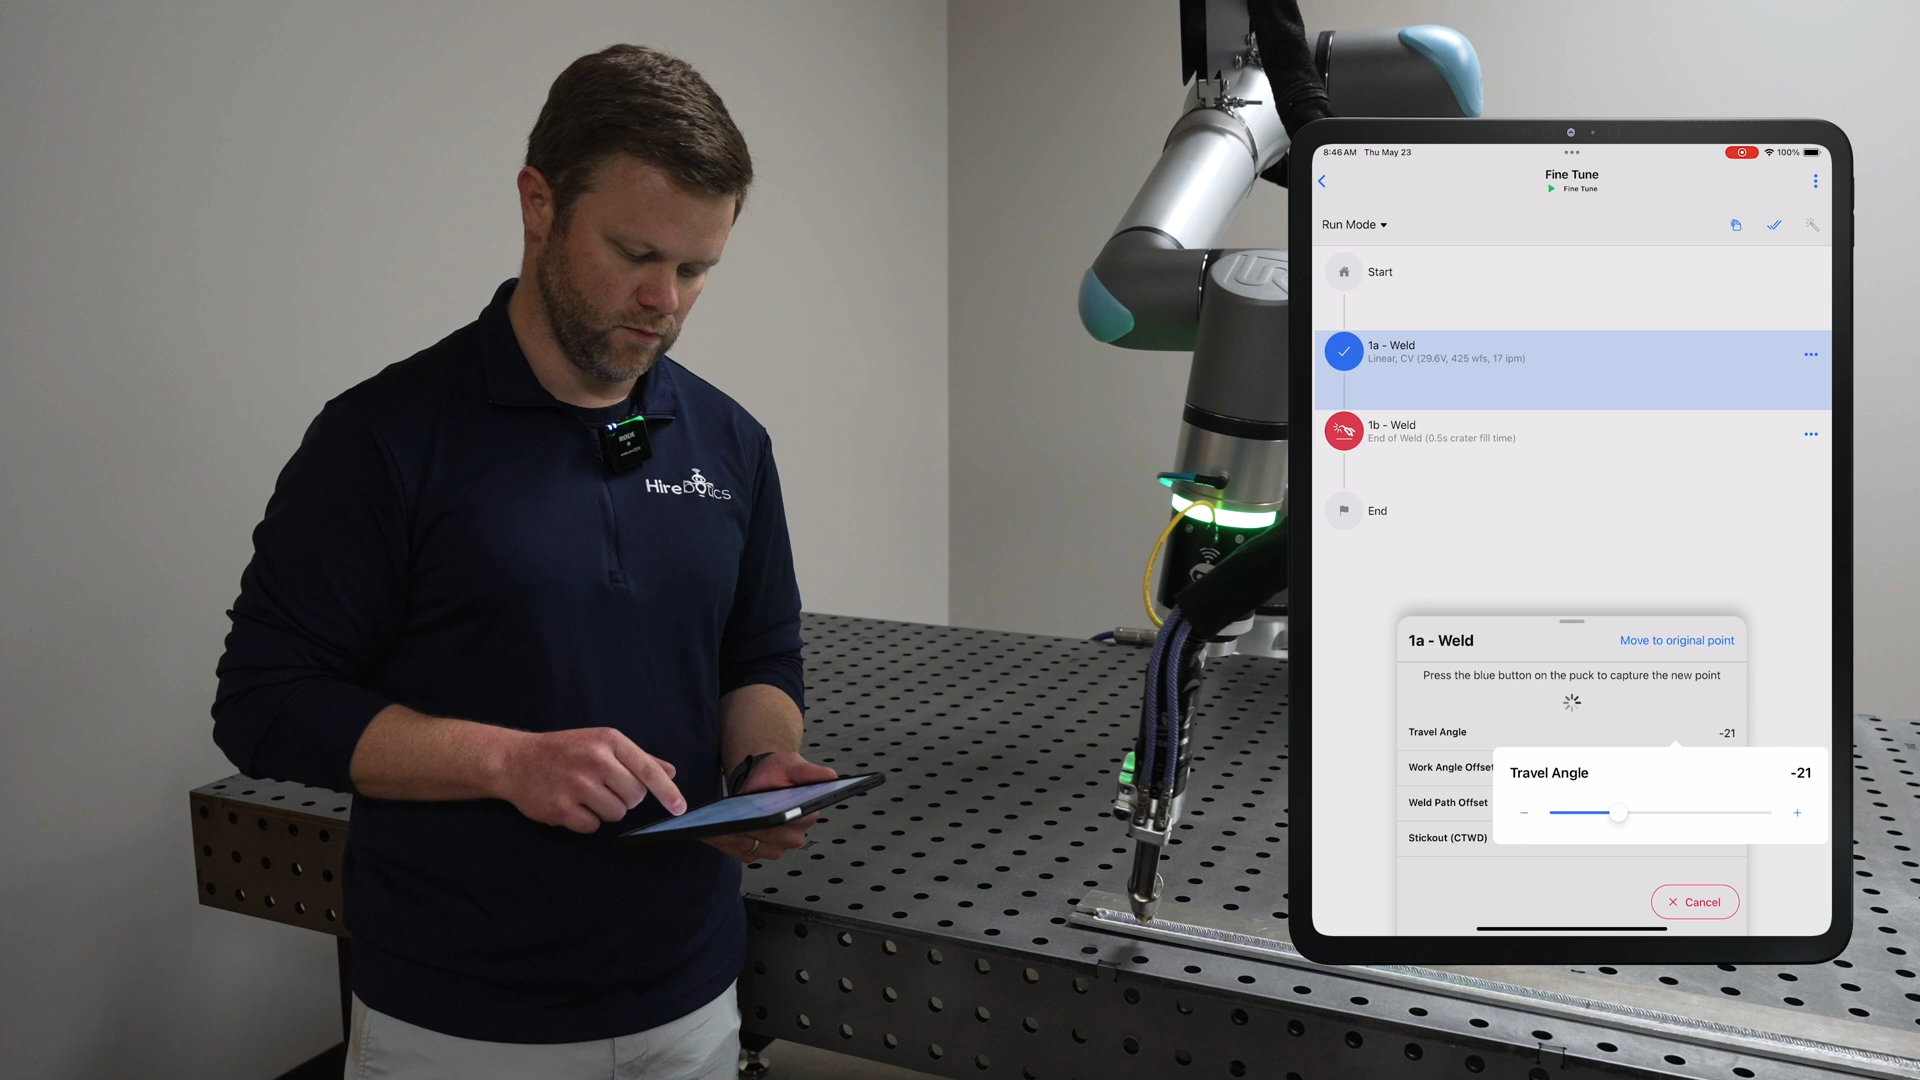 RODE
Hirebotics
UR
8:46 AM Thu May 23
100%
Fine Tune
Fine Tune
Run Mode
Start
1a - Weld
Linear, CV (29.6V, 425 wfs, 17 ipm)
1b - Weld
End of Weld (0.5s crater fill time)
End
1a - Weld
Move to original point
Press the blue button on the puck to capture the new point
Travel Angle
-21
Work Angle Offset
Travel Angle
-21
Weld Path Offset
Stickout (CTWD)
Cancel